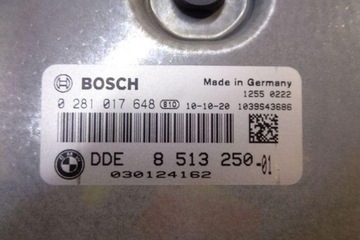 BOSCH
Made in Germany
1255 0222
0 281 017 648 810 10-10-20 1039S43686
BMW
DDE 8 513 250-01
030124162